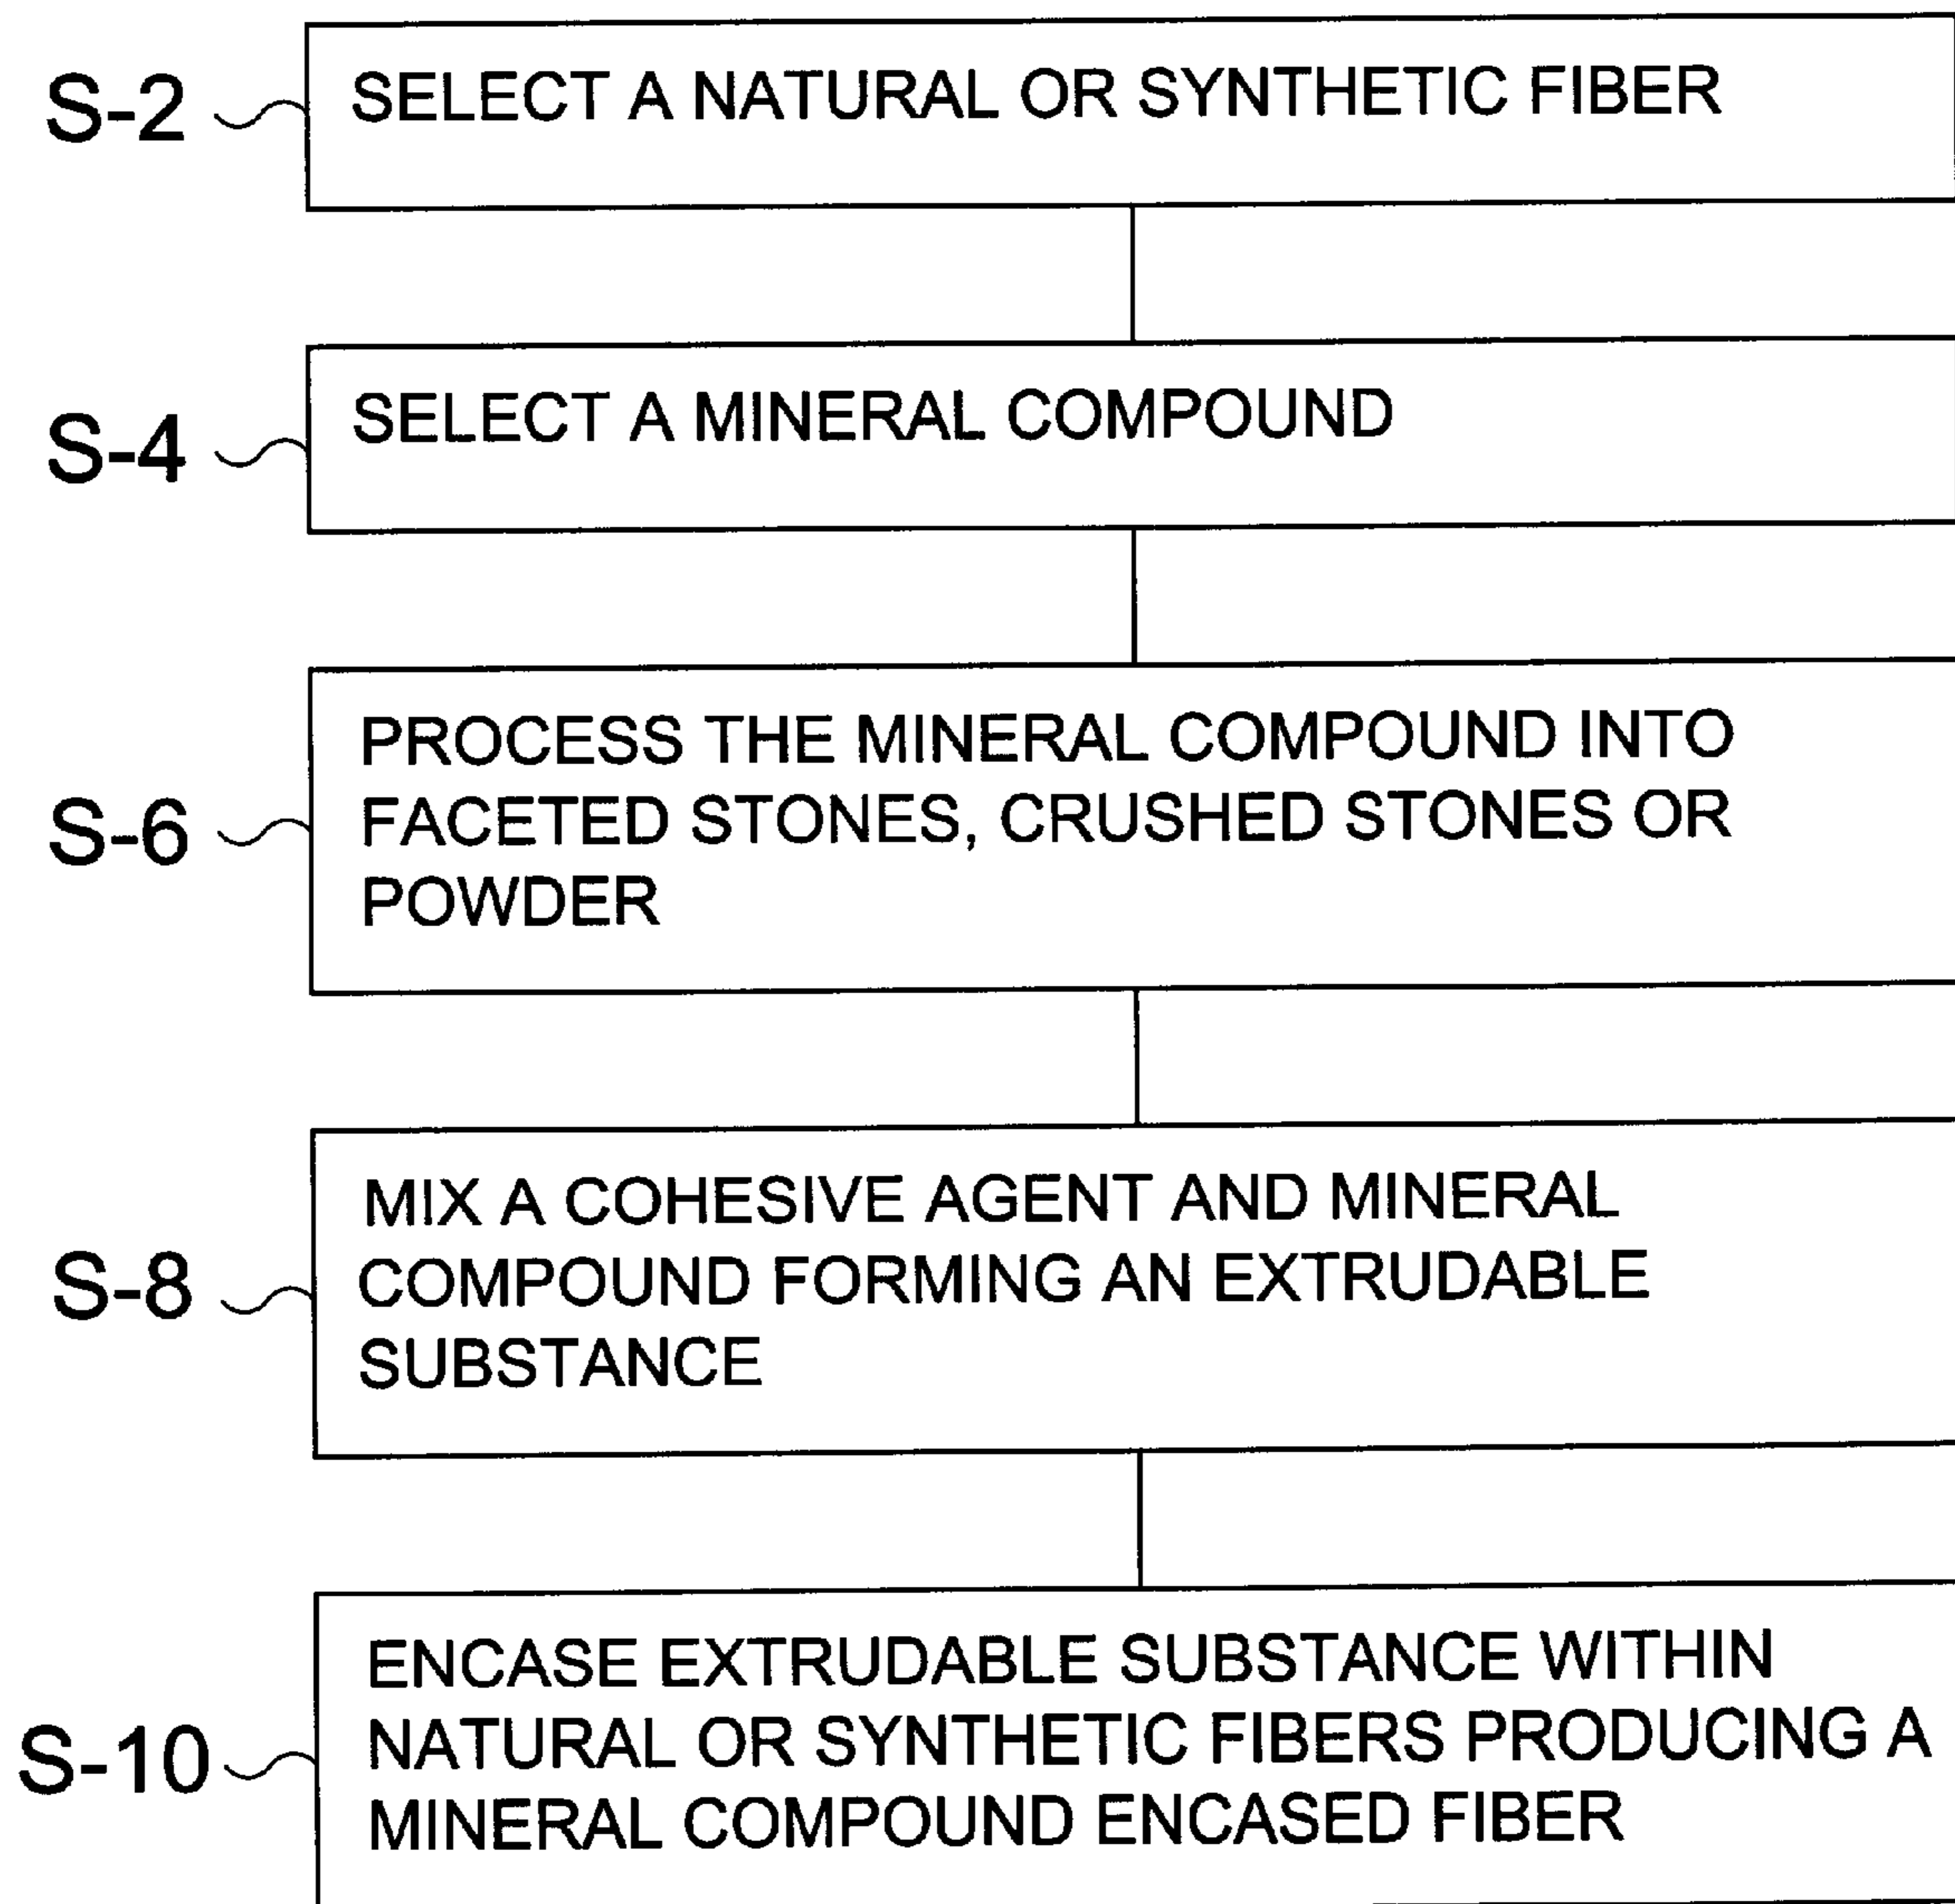 S-2
SELECT A NATURAL OR SYNTHETIC FIBER
S-4
SELECT A MINERAL COMPOUND
S-6
PROCESS THE MINERAL COMPOUND INTO
FACETED STONES, CRUSHED STONES OR
POWDER
S-8
MIX A COHESIVE AGENT AND MINERAL
COMPOUND FORMING AN EXTRUDABLE
SUBSTANCE
S-10
ENCASE EXTRUDABLE SUBSTANCE WITHIN
NATURAL OR SYNTHETIC FIBERS PRODUCING A
MINERAL COMPOUND ENCASED FIBER